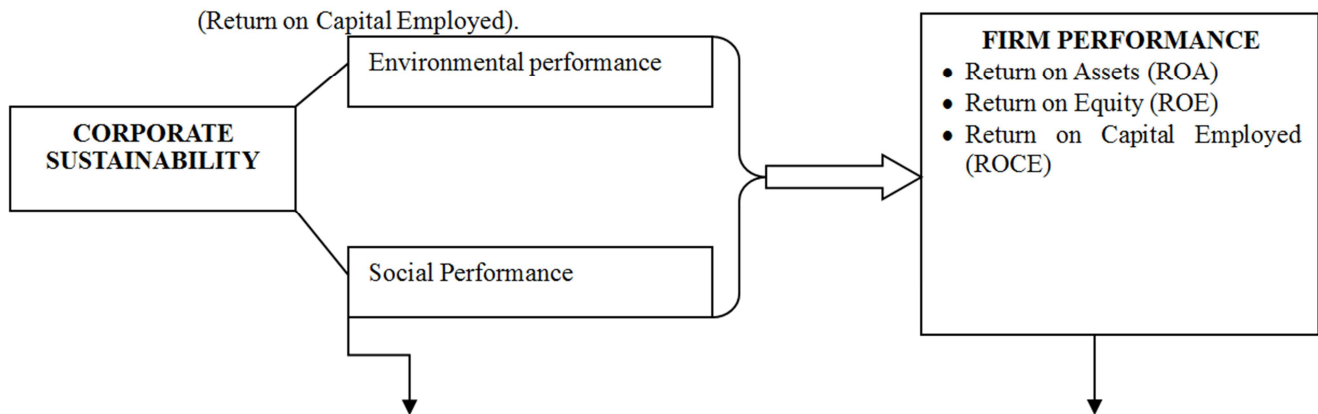 (Return on Capital Employed).
Environmental performance
CORPORATE
SUSTAINABILITY
Social Performance
FIRM PERFORMANCE
• Return on Assets (ROA)
• Return on Equity (ROE)
• Return on Capital Employed
(ROCE)